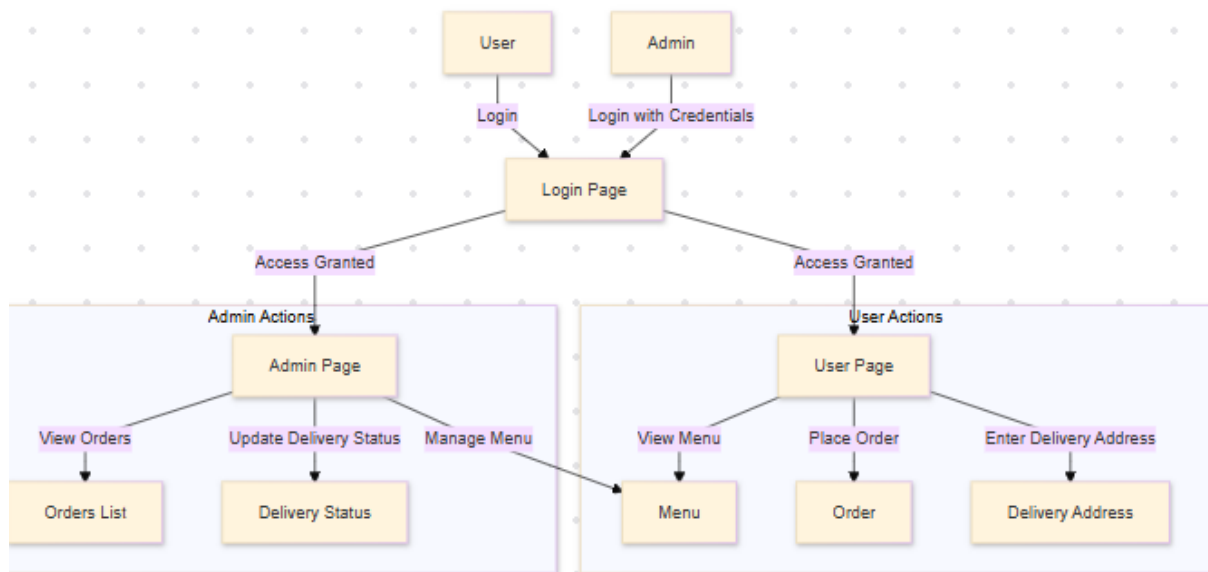 User
Admin
Login
Login with Credentials
Login Page
Access Granted
Access Granted
Admin Actions
User Actions
Admin Page
User Page
View Orders
Update Delivery Status
Manage Menu
View Menu
Place Order
Enter Delivery Address
Orders List
Delivery Status
Menu
Order
Delivery Address